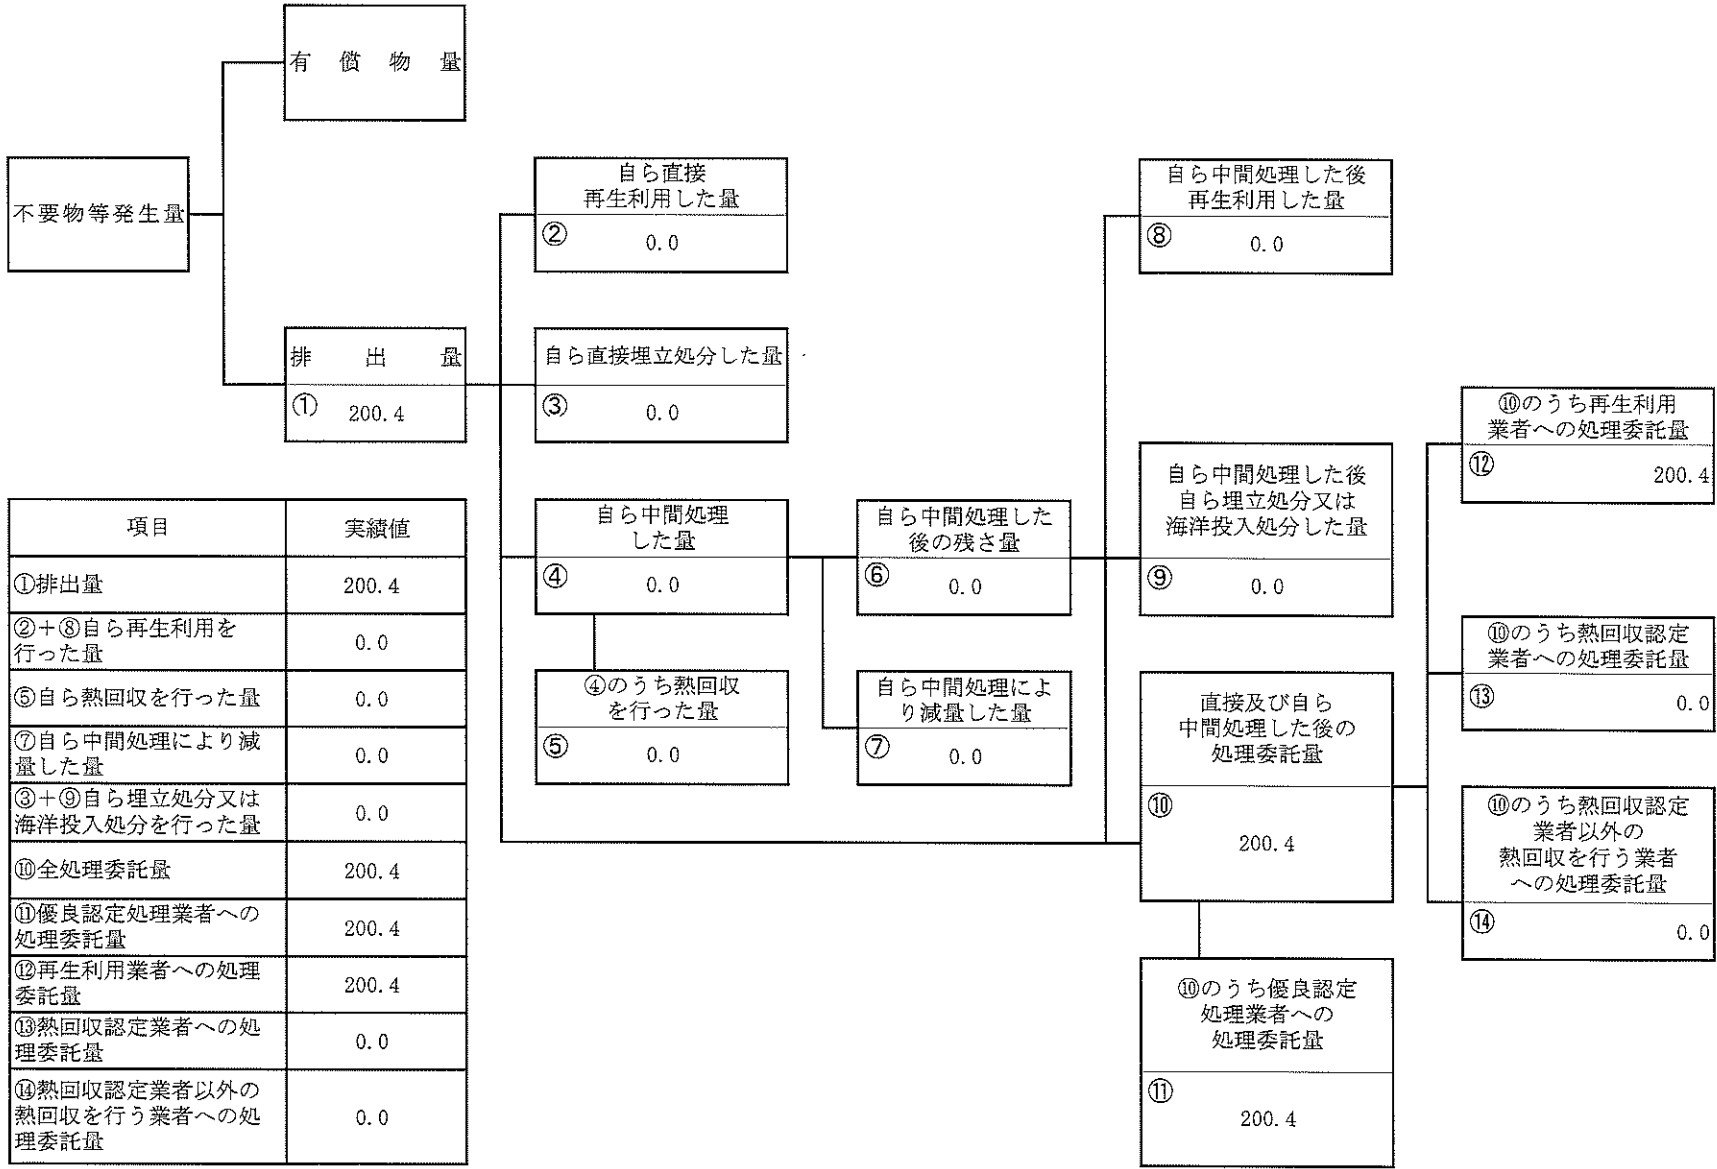 有償物量
不要物等発生量
排出量
① 200.4
自ら直接
再生利用した量
② 0.0
自ら直接埋立処分した量
③ 0.0
自ら中間処理
した量
④ 0.0
④のうち熱回収
を行った量
⑤ 0.0
自ら中間処理した
後の残さ量
⑥ 0.0
自ら中間処理によ
り減量した量
⑦ 0.0
自ら中間処理した後
再生利用した量
⑧ 0.0
自ら中間処理した後
自ら埋立処分又は
海洋投入処分した量
⑨ 0.0
直接及び自ら
中間処理した後の
処理委託量
⑩
200.4
⑩のうち優良認定
処理業者への
処理委託量
⑪
200.4
⑩のうち再生利用
業者への処理委託量
⑫ 200.4
⑩のうち熱回収認定
業者への処理委託量
⑬ 0.0
⑩のうち熱回収認定
業者以外の
熱回収を行う業者
への処理委託量
⑭ 0.0
項目 実績値
①排出量 200.4
②+⑧自ら再生利用を
行った量 0.0
⑤自ら熱回収を行った量 0.0
⑦自ら中間処理により減
量した量 0.0
③+⑨自ら埋立処分又は
海洋投入処分を行った量 0.0
⑩全処理委託量 200.4
⑪優良認定処理業者への
処理委託量 200.4
⑫再生利用業者への処理
委託量 200.4
⑬熱回収認定業者への処
理委託量 0.0
⑭熱回収認定業者以外の
熱回収を行う業者への処
理委託量 0.0